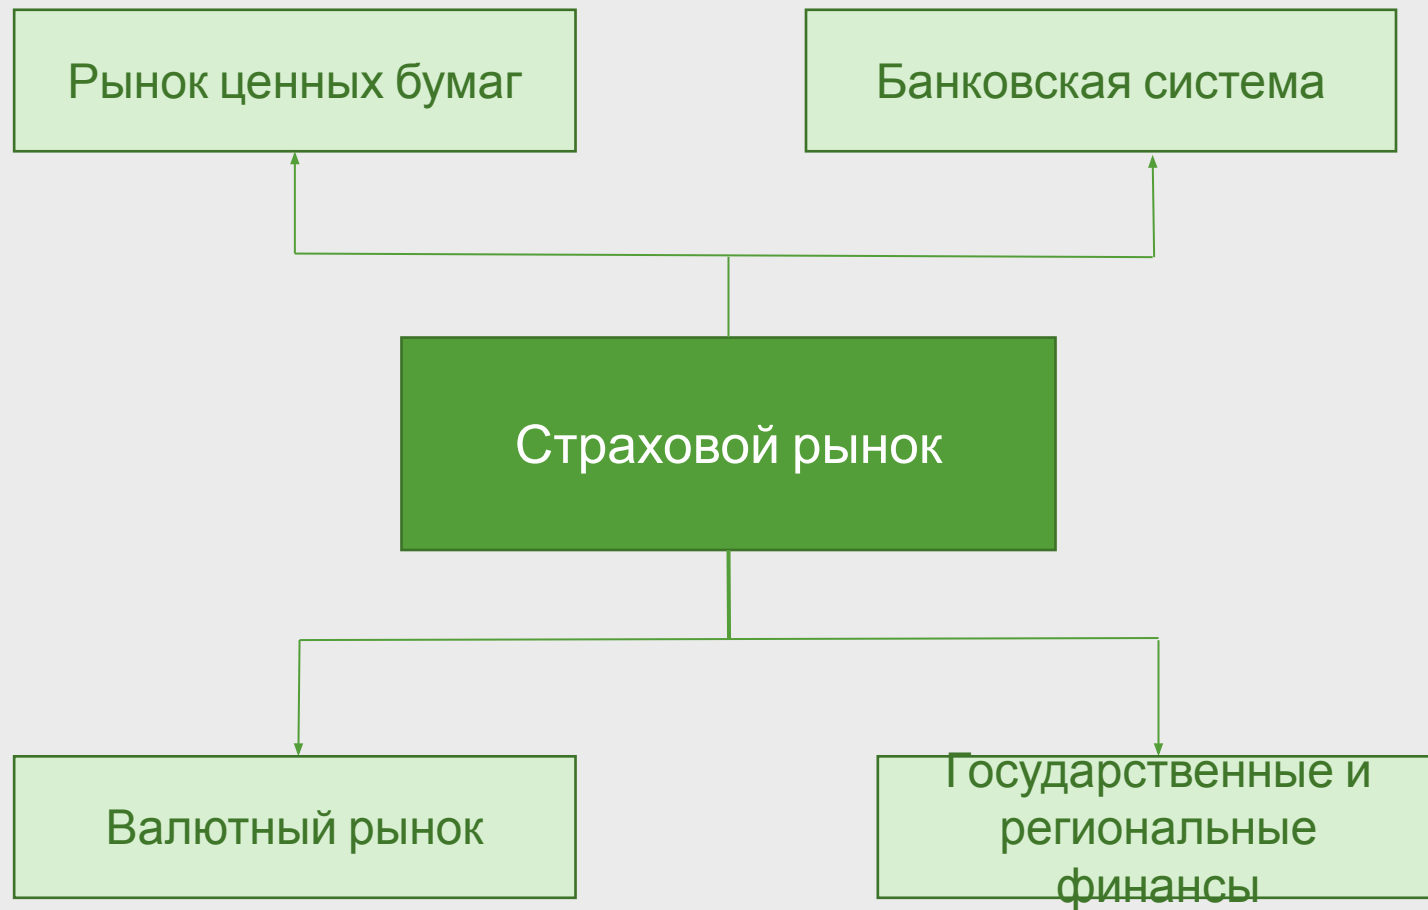 Рынок ценных бумаг
Банковская система
Страховой рынок
Валютный рынок
Государственные и
региональные
финансы